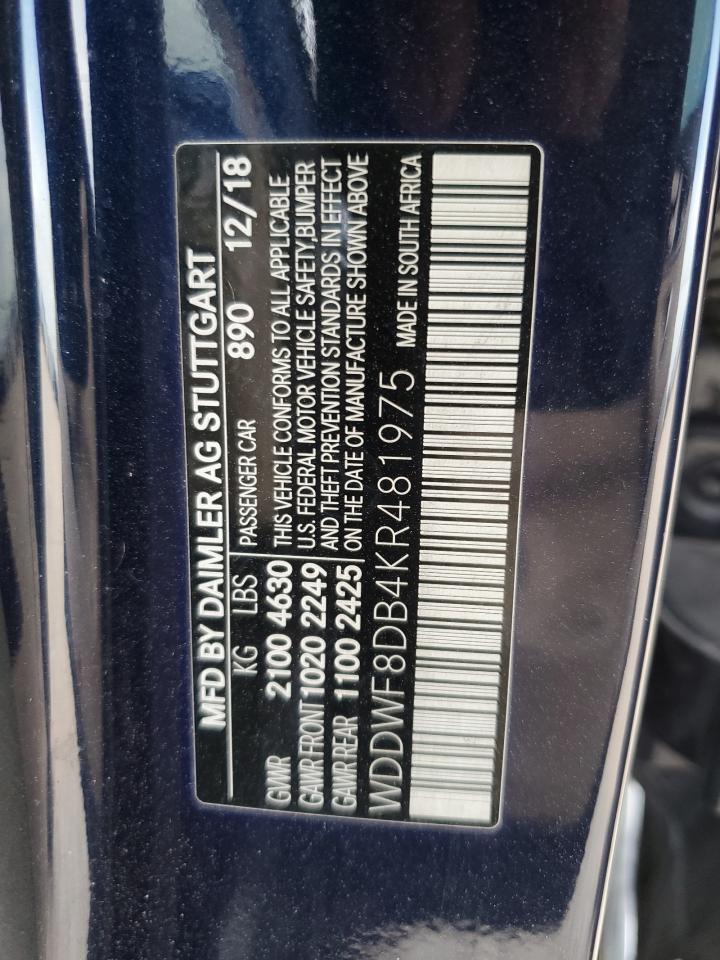 MFD BY DAIMLER AG STUTTGART
KG LBS
PASSENGER CAR 890 12/18
GWR 2100 4630
GAWR FRONT 1020 2249
GAWR REAR 1100 2425
THIS VEHICLE CONFORMS TO ALL APPLICABLE
U.S. FEDERAL MOTOR VEHICLE SAFETY, BUMPER
AND THEFT PREVENTION STANDARDS IN EFFECT
ON THE DATE OF MANUFACTURE SHOWN ABOVE
WDDWF8DB4KR481975 MADE IN SOUTH AFRICA